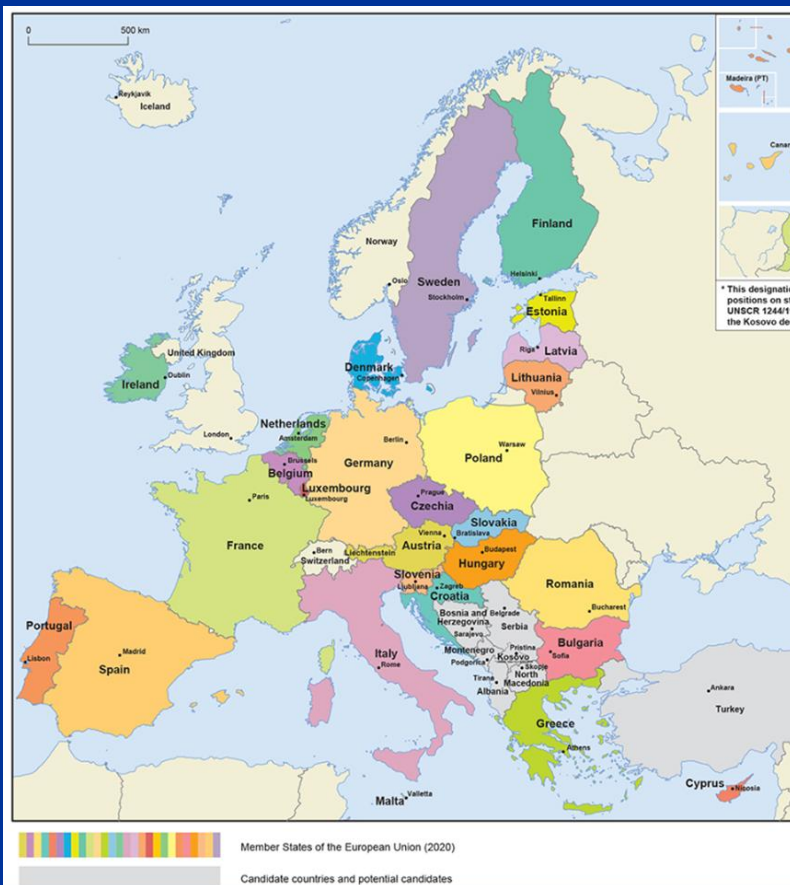 0 500 km
Reykjavik
Iceland
Madeira (PT)
Finland
Norway
Helsinki
Oslo
Sweden
Stockholm
Tallinn
Estonia
* This designation
positions on
UNSCR 1244/1
the Kosovo de
Riga
Latvia
United Kingdom
Denmark
Copenhagen
Dublin
Ireland
Lithuania
Vilnius
Netherlands
Amsterdam
London
Berlin
Warsaw
Poland
Germany
Brussels
Belgium
Luxembourg
Luxembourg
Paris
Prague
Czechia
Slovakia
Bratislava
Vienna
Austria
Budapest
Hungary
France
Bern
Switzerland
Liechtenstein
Slovenia
Ljubljana
Zagreb
Croatia
Romania
Bucharest
Bosnia and
Herzegovina
Sarajevo
Belgrade
Serbia
Portugal
Lisbon
Madrid
Spain
Italy
Rome
Montenegro
Podgorica
Pristina
Kosovo
Skopje
North
Macedonia
Bulgaria
Sofia
Tirana
Albania
Ankara
Turkey
Greece
Athens
Cyprus
Nicosia
Malta
Valletta
Member States of the European Union (2020)
Candidate countries and potential candidates